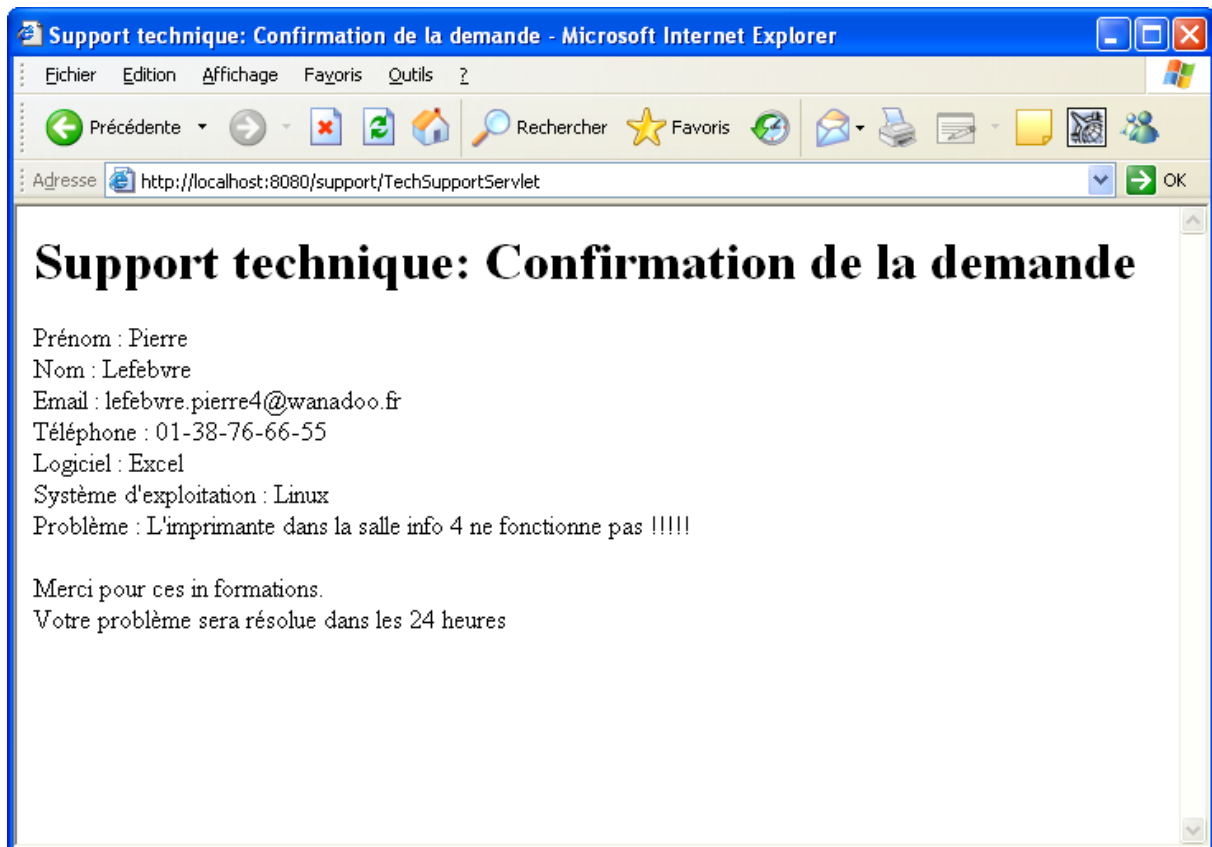 Support technique: Confirmation de la demande - Microsoft Internet Explorer
Fichier Edition Affichage Favoris Outils ?
Précédente Rechercher Favoris
Adresse http://localhost:8080/support/TechSupportServlet OK
Support technique: Confirmation de la demande
Prénom : Pierre
Nom : Lefebvre
Email : lefebvre.pierre4@wanadoo.fr
Téléphone : 01-38-76-66-55
Logiciel : Excel
Système d'exploitation : Linux
Problème : L'imprimante dans la salle info 4 ne fonctionne pas !!!!!
Merci pour ces in formations.
Votre problème sera résolue dans les 24 heures